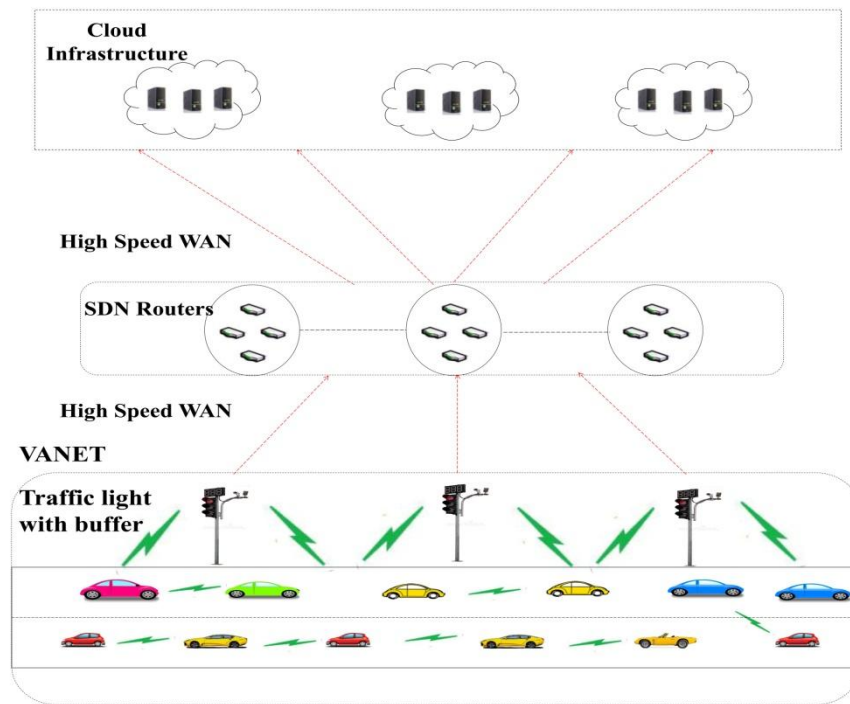 Cloud
Infrastructure
High Speed WAN
SDN Routers
High Speed WAN
VANET
Traffic light
with buffer